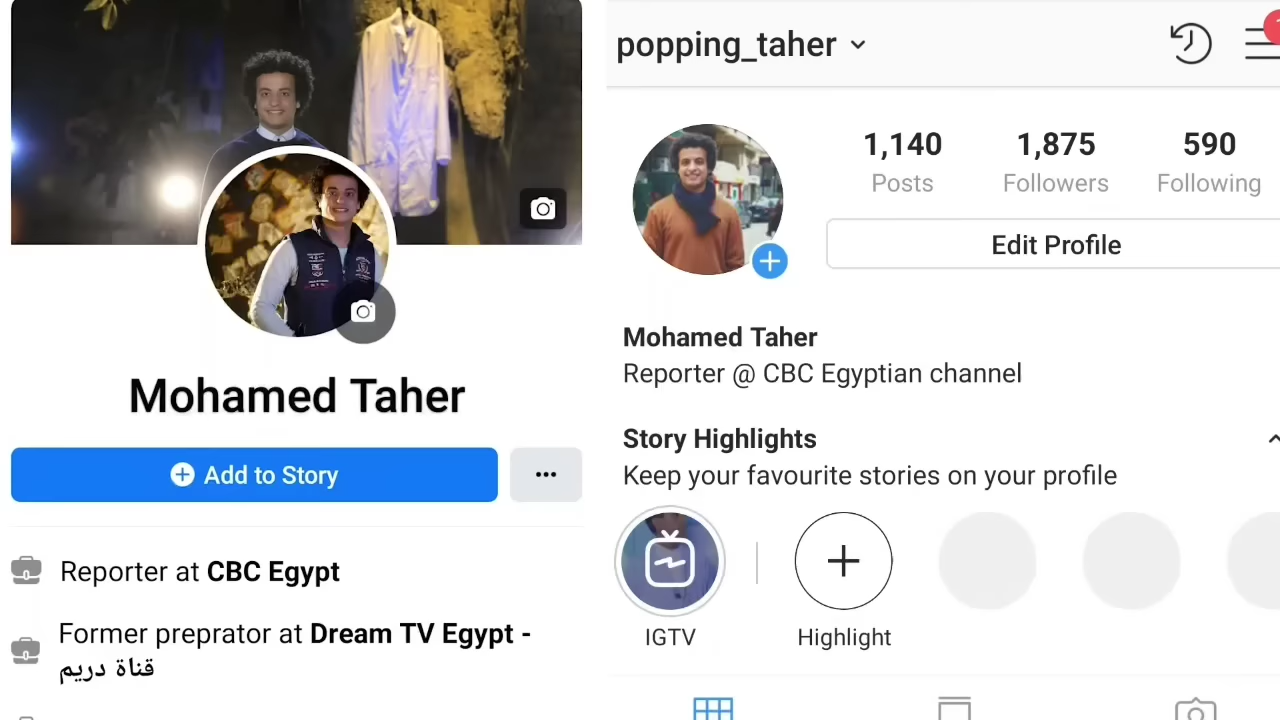 Mohamed Taher
Add to Story
Reporter at CBC Egypt
Former preprator at Dream TV Egypt -
قناة دريم
popping_taher
1,140 1,875 590
Posts Followers Following
Edit Profile
Mohamed Taher
Reporter @ CBC Egyptian channel
Story Highlights
Keep your favourite stories on your profile
IGTV Highlight